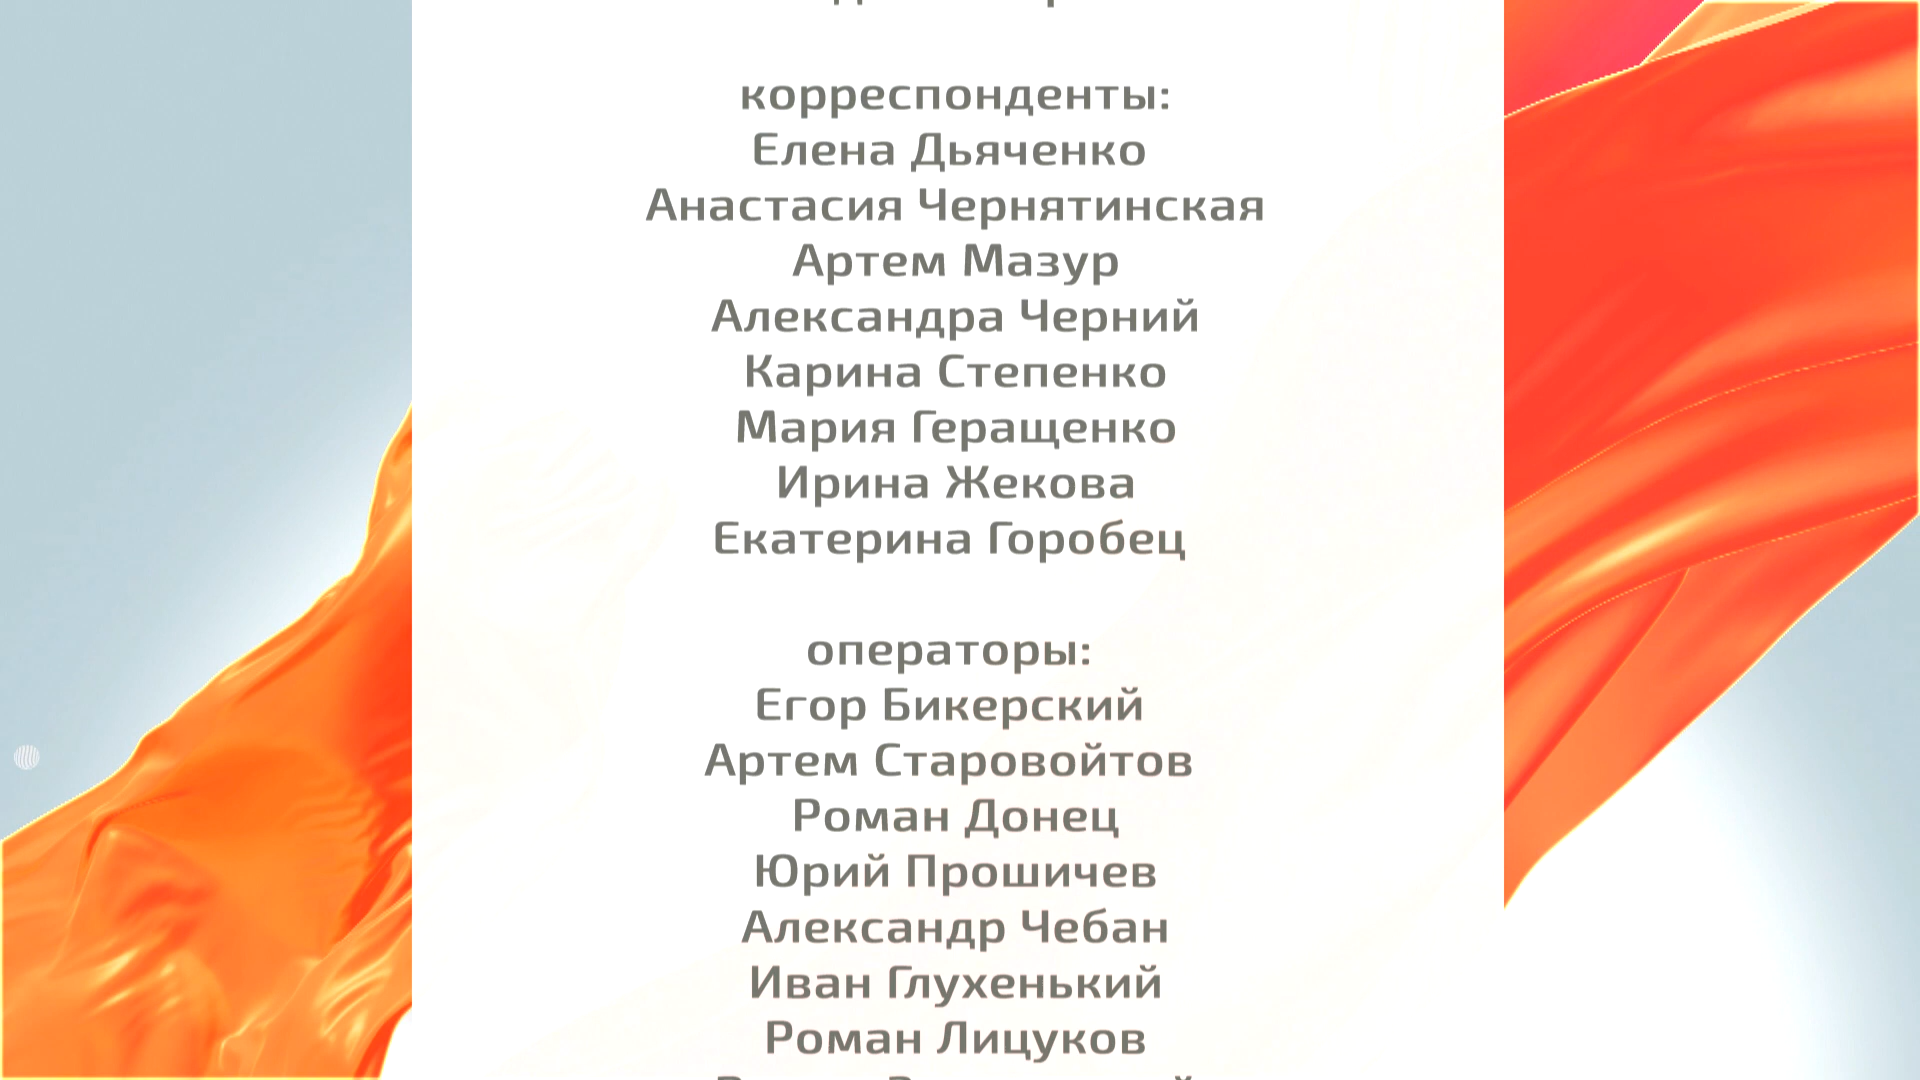 корреспонденты:
Елена Дьяченко
Анастасия Чернятинская
Артем Мазур
Александра Черний
Карина Степенко
Мария Геращенко
Ирина Жекова
Екатерина Горобец
операторы:
Егор Бикерский
Артем Старовойтов
Роман Донец
Юрий Прошичев
Александр Чебан
Иван Глухенький
Роман Лицуков